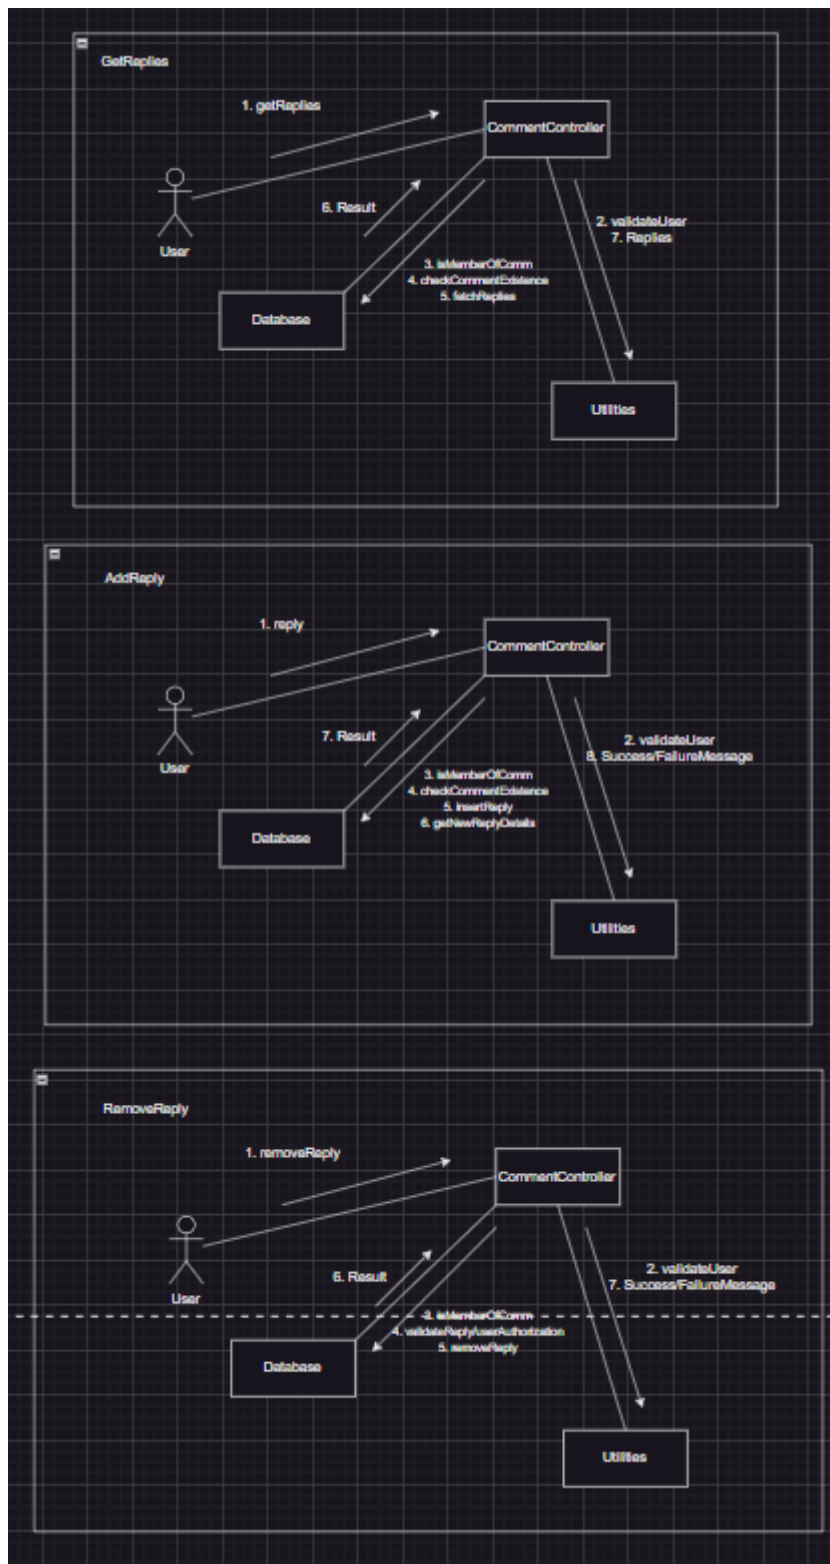 GetReplies
1. getReplies
CommentController
6. Result
2. validateUser
7. Replies
User
3. isMemberOfComm
4. checkCommentExistence
5. fetchReplies
Database
Utilities
AddReply
1. reply
CommentController
7. Result
2. validateUser
8. Success/FailureMessage
User
3. isMemberOfComm
4. checkCommentExistence
5. insertReply
6. getNewReplyDetails
Database
Utilities
RemoveReply
1. removeReply
CommentController
6. Result
2. validateUser
7. Success/FailureMessage
User
3. isMemberOfComm
4. validateReply/userAuthorization
5. removeReply
Database
Utilities